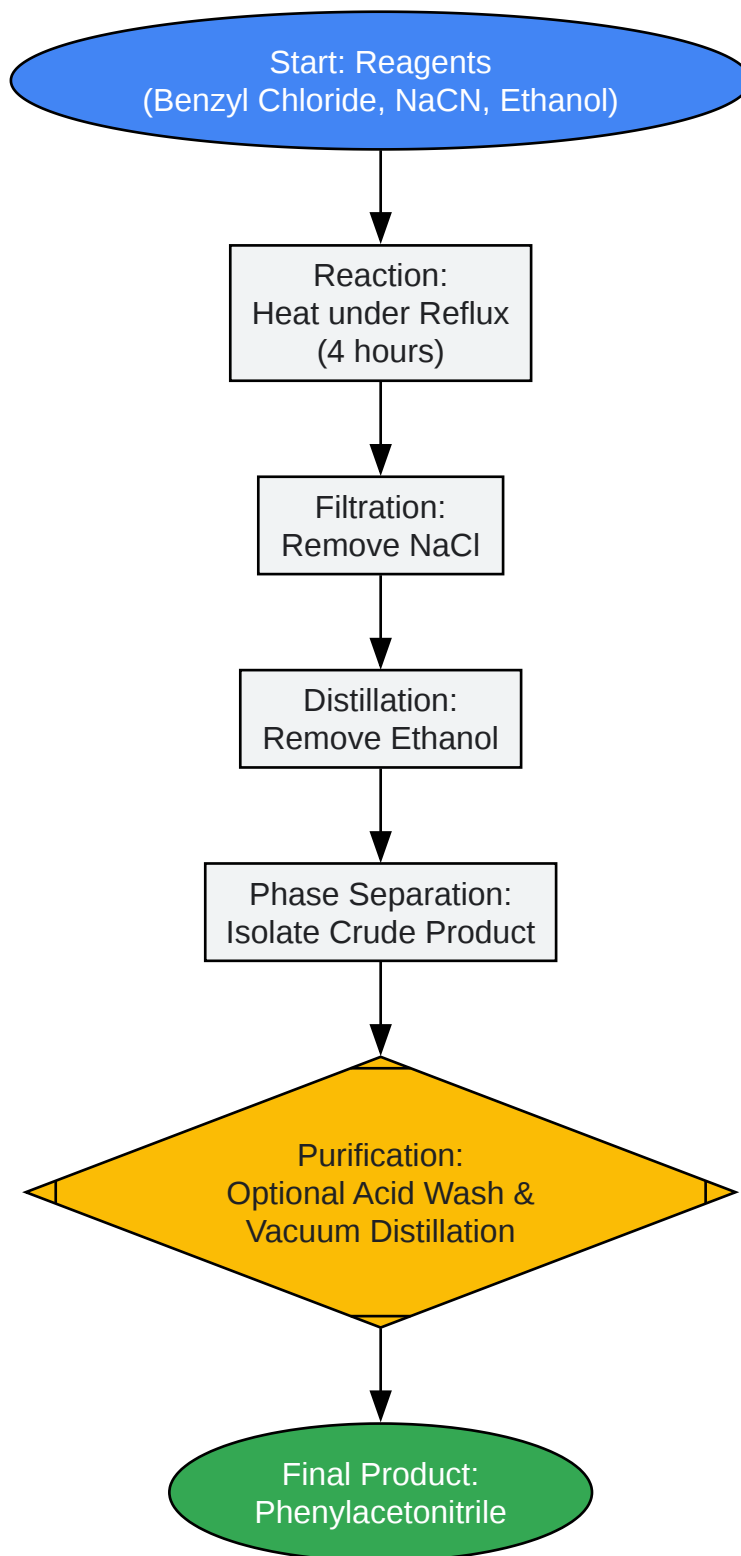 Start: Reagents
(Benzyl Chloride, NaCN, Ethanol)
Reaction:
Heat under Reflux
(4 hours)
Filtration:
Remove NaCl
Distillation:
Remove Ethanol
Phase Separation:
Isolate Crude Product
Purification:
Optional Acid Wash &
Vacuum Distillation
Final Product:
Phenylacetonitrile